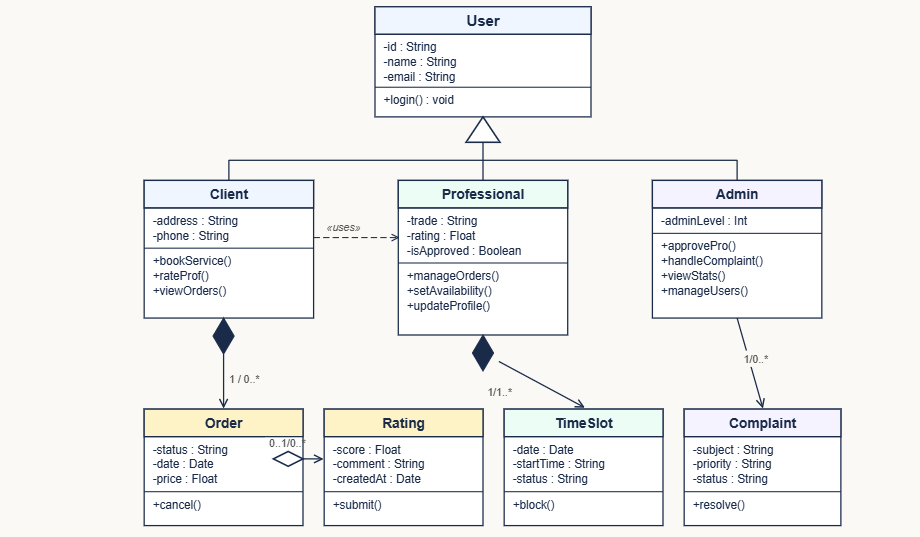 User
-id : String
-name : String
-email : String
+login() : void
Client
-address : String
-phone : String
+bookService()
+rateProf()
+viewOrders()
«uses»
Professional
-trade : String
-rating : Float
-isApproved : Boolean
+manageOrders()
+setAvailability()
+updateProfile()
Admin
-adminLevel : Int
+approvePro()
+handleComplaint()
+viewStats()
+manageUsers()
1 / 0..*
1/1..*
1/0..*
Order
-status : String
-date : Date
-price : Float
+cancel()
0..1/0..*
Rating
-score : Float
-comment : String
-createdAt : Date
+submit()
TimeSlot
-date : Date
-startTime : String
-status : String
+block()
Complaint
-subject : String
-priority : String
-status : String
+resolve()